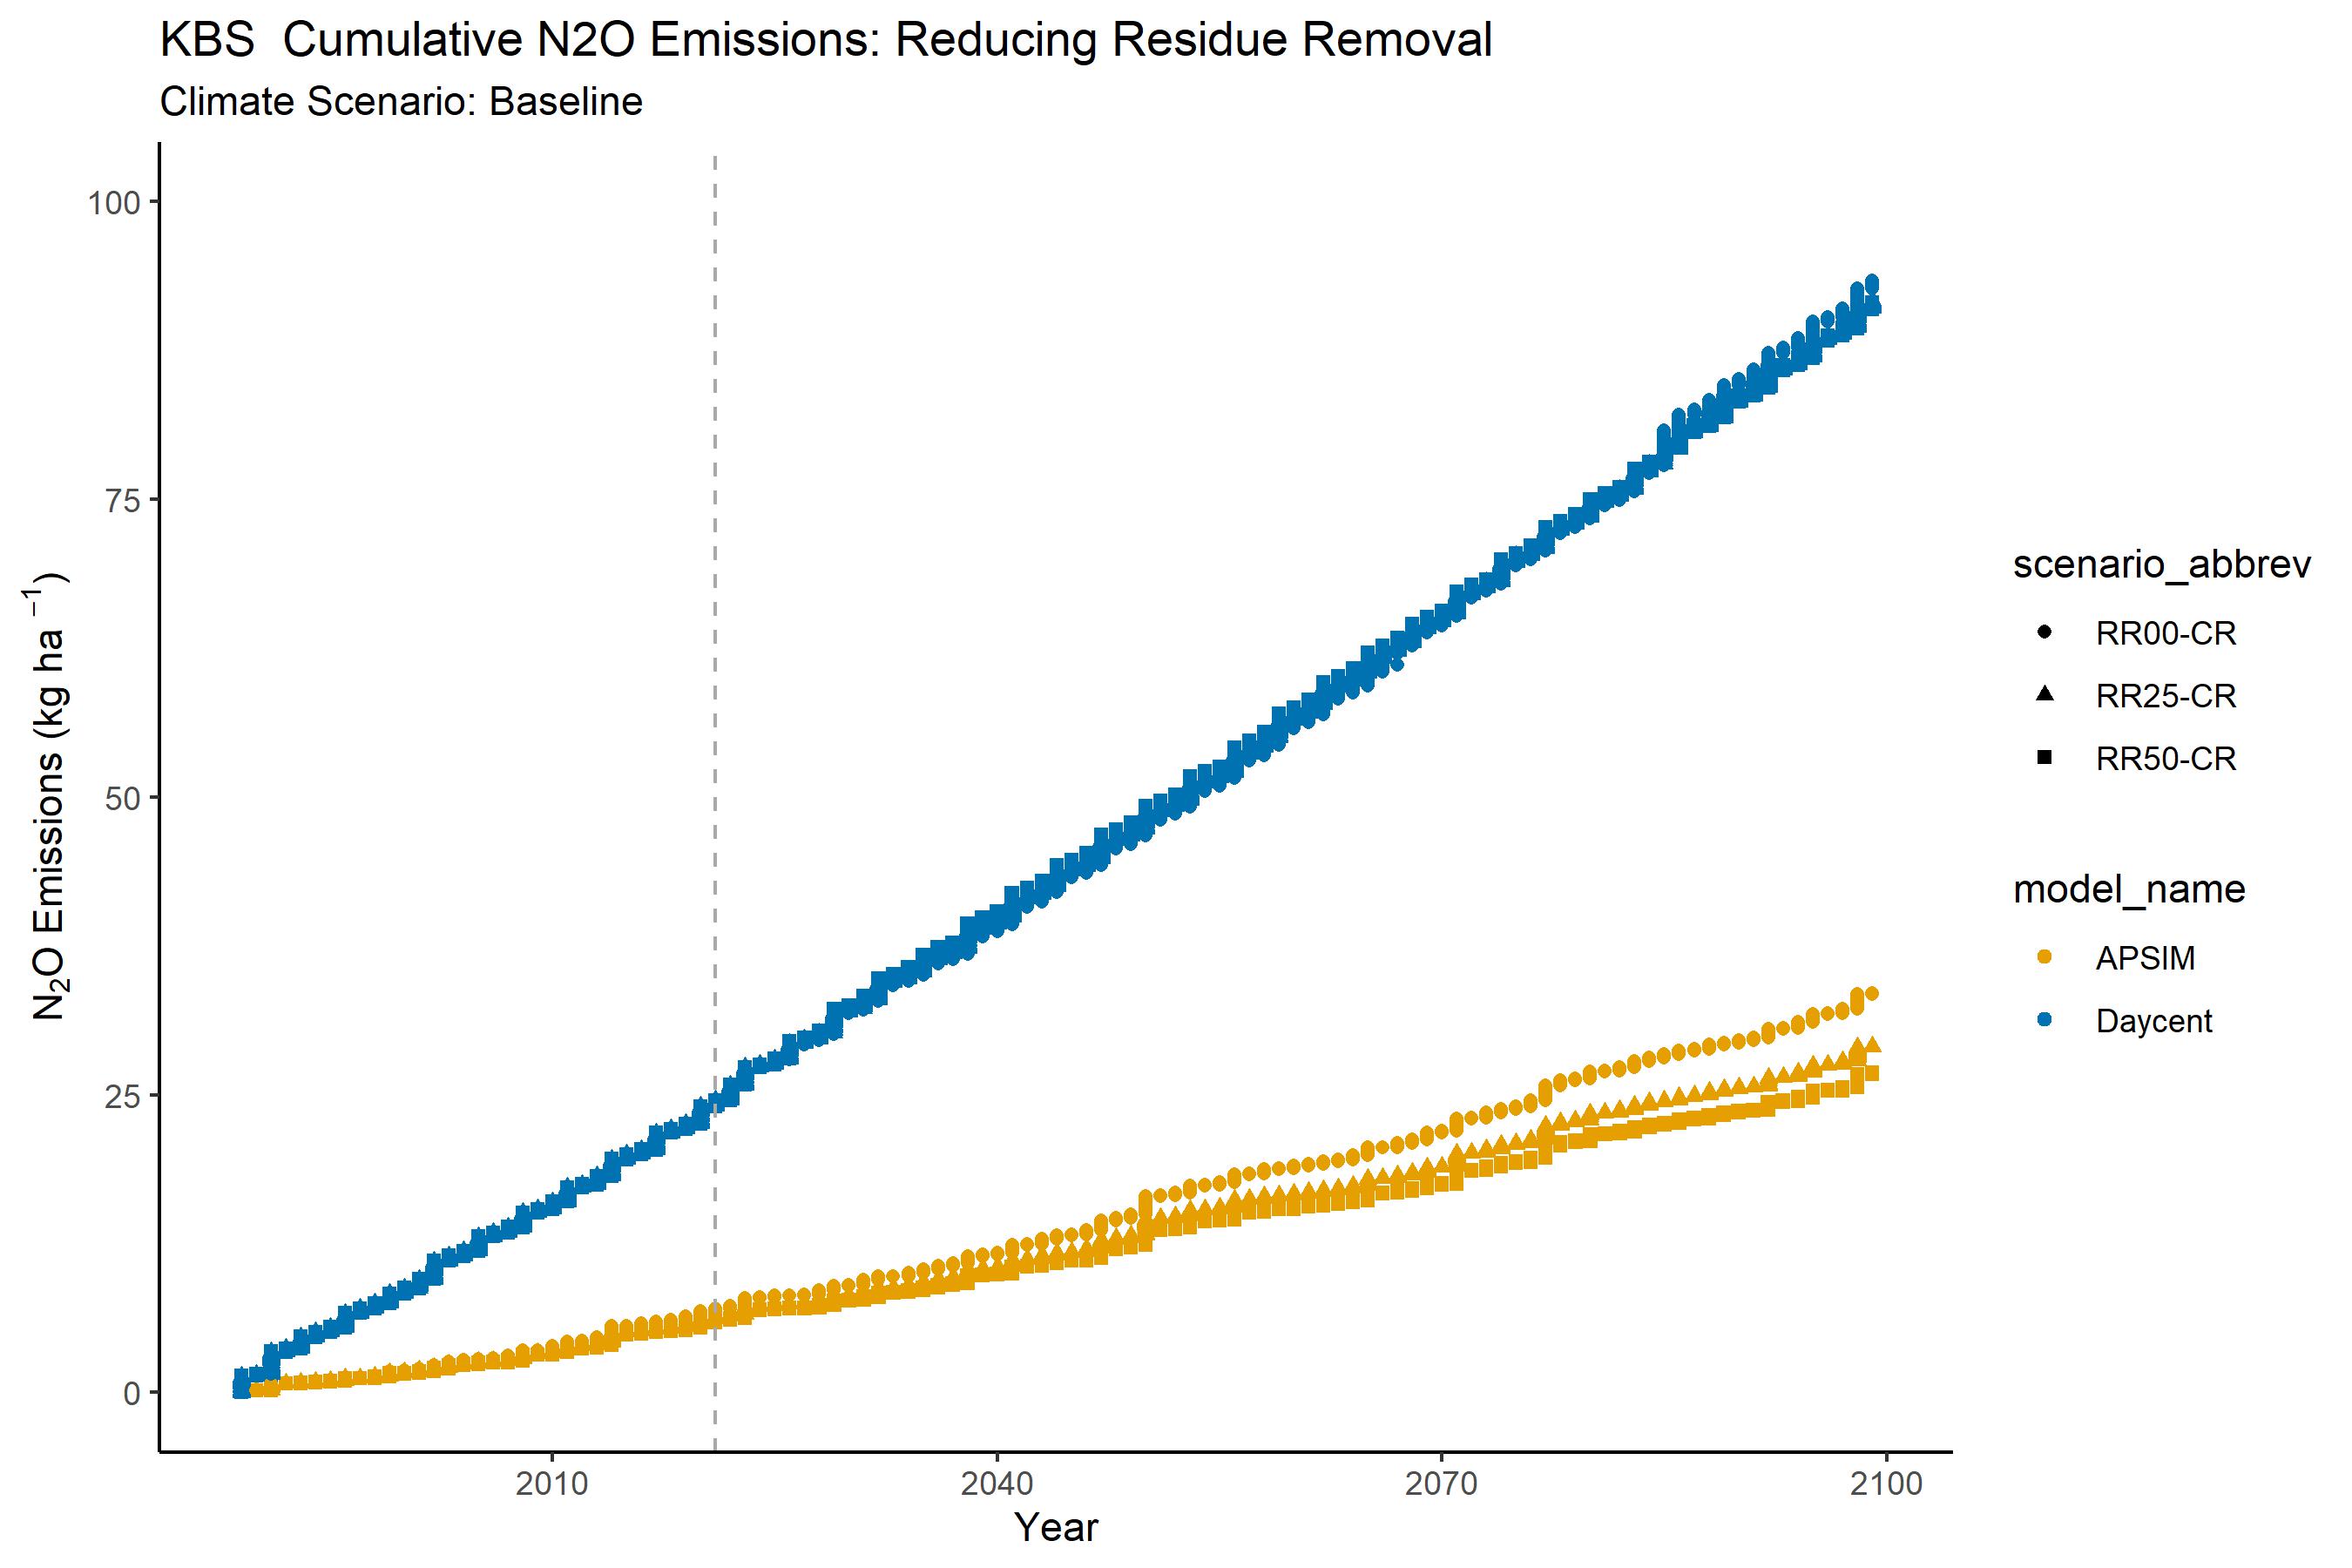 KBS  Cumulative N2O Emissions: Reducing Residue Removal
Climate Scenario: Baseline
N₂O Emissions (kg ha ⁻¹)
100
75
50
25
0
2010
2040
2070
2100
Year
scenario_abbrev
RR00-CR
RR25-CR
RR50-CR
model_name
APSIM
Daycent